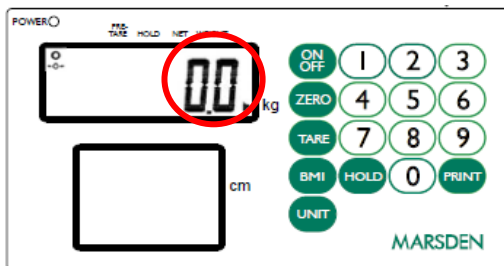 POWER
PRE-TARE HOLD NET WEIGHT
0.0 kg
cm
ON OFF 1 2 3
ZERO 4 5 6
TARE 7 8 9
BMI HOLD 0 PRINT
UNIT
MARSDEN